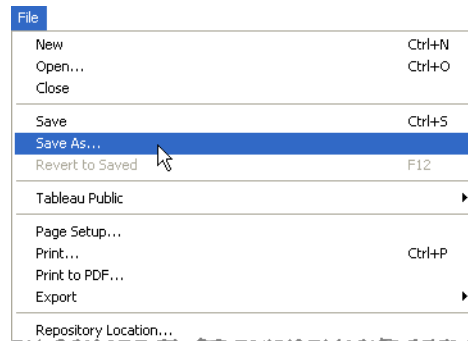 File
New Ctrl+N
Open... Ctrl+O
Close
Save Ctrl+S
Save As...
Revert to Saved F12
Tableau Public
Page Setup...
Print... Ctrl+P
Print to PDF...
Export
Repository Location...